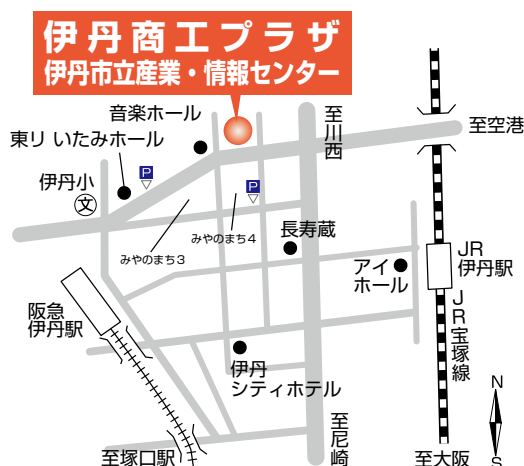 伊丹商工プラザ
伊丹市立産業・情報センター
音楽ホール
東リ いたみホール
伊丹小
文
P
P
みやのまち3
みやのまち4
至川西
至空港
長寿蔵
アイ
ホール
JR
伊丹駅
阪急
伊丹駅
JR宝塚線
伊丹
シティホテル
至塚口駅
至尼崎
至大阪
N
S